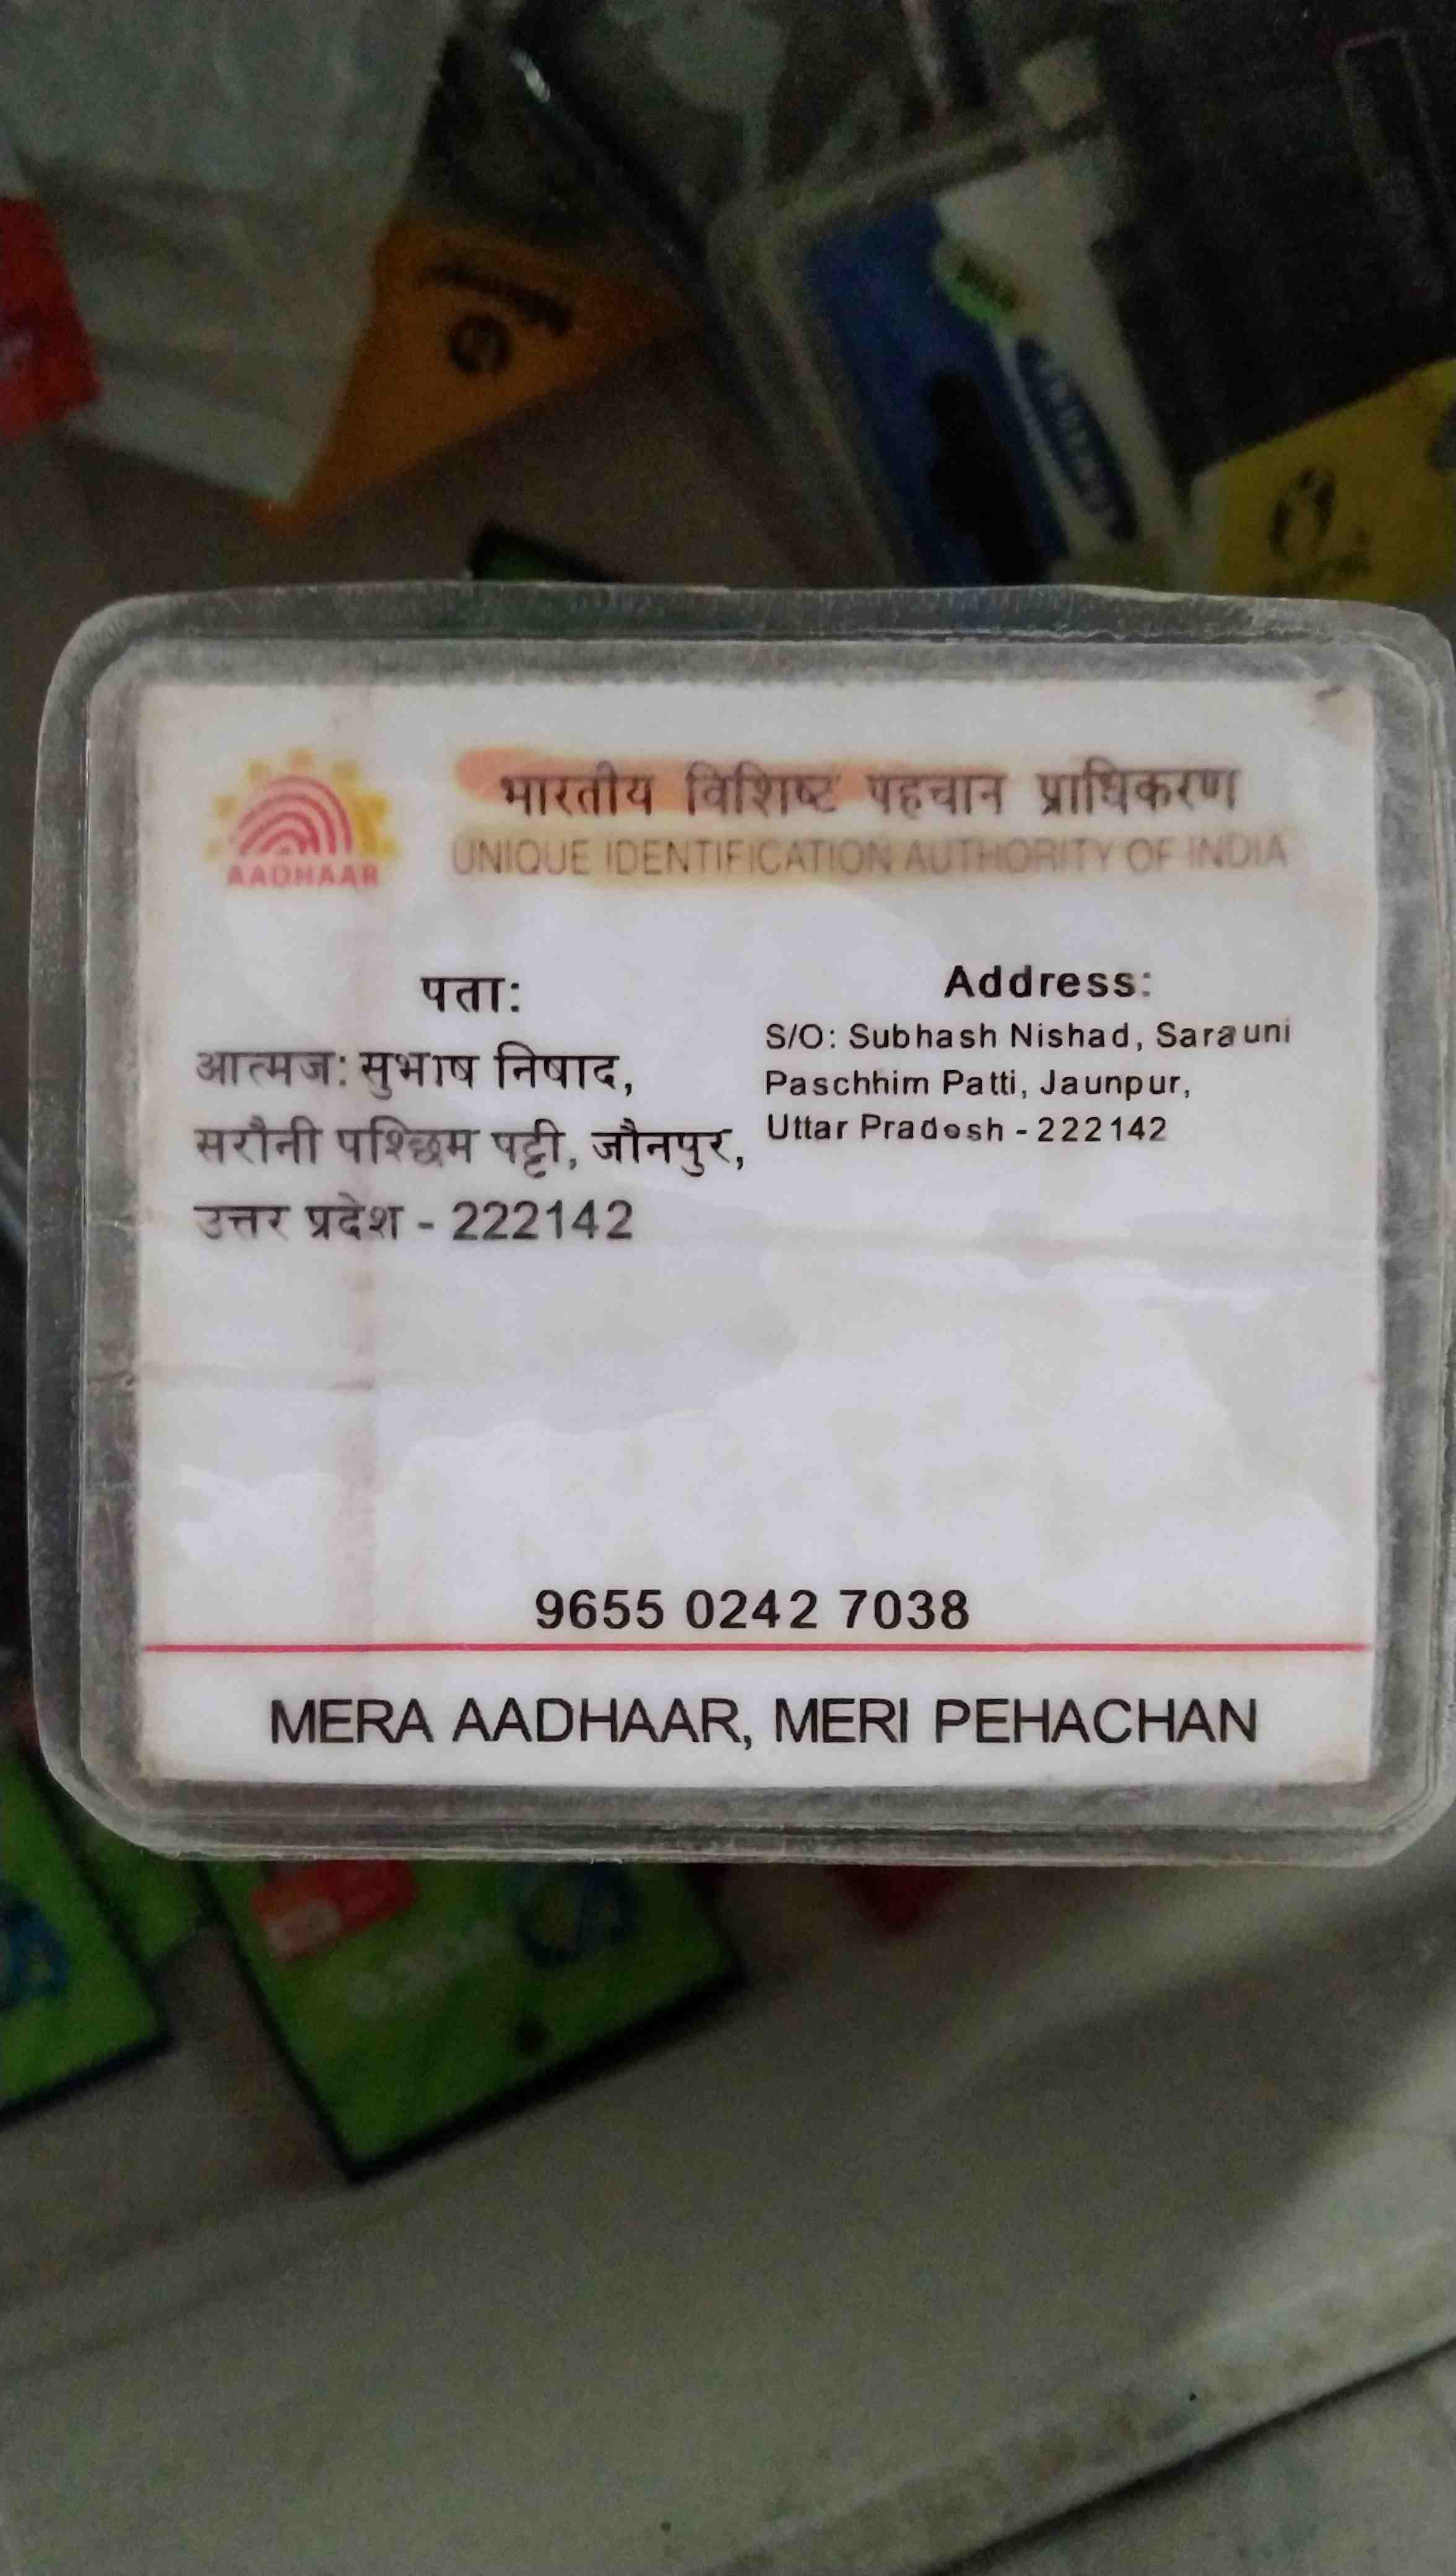 भारतीय विशिष्ट पहचान प्राधिकरण
UNIQUE IDENTIFICATION AUTHORITY OF INDIA
AADHAAR
पता:
आत्मज: सुभाष निषाद,
सरौनी पश्छिम पट्टी, जौनपुर,
उत्तर प्रदेश - 222142
Address:
S/O: Subhash Nishad, Sarauni
Paschhim Patti, Jaunpur,
Uttar Pradesh - 222142
9655 0242 7038
MERA AADHAAR, MERI PEHACHAN